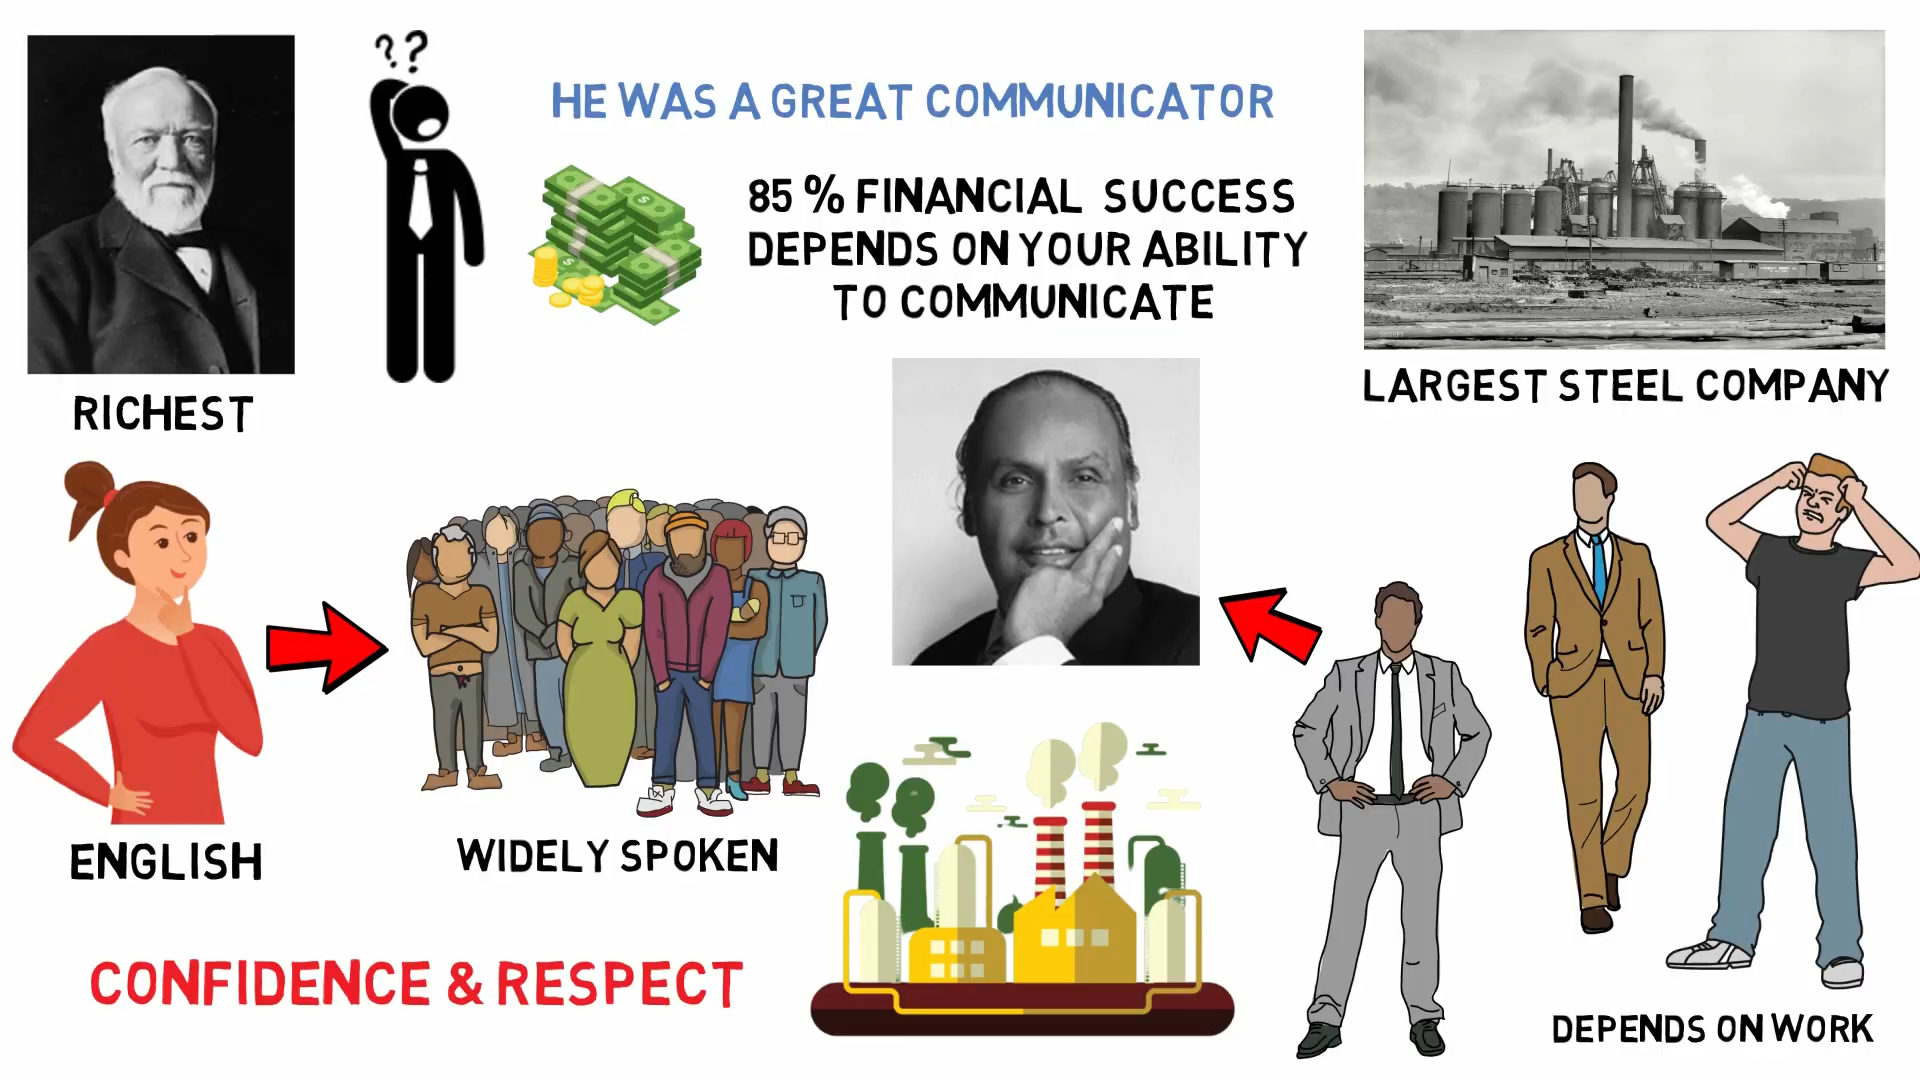 ??
HE WAS A GREAT COMMUNICATOR
85 % FINANCIAL SUCCESS
DEPENDS ON YOUR ABILITY
TO COMMUNICATE
RICHEST
LARGEST STEEL COMPANY
ENGLISH
WIDELY SPOKEN
CONFIDENCE & RESPECT
DEPENDS ON WORK